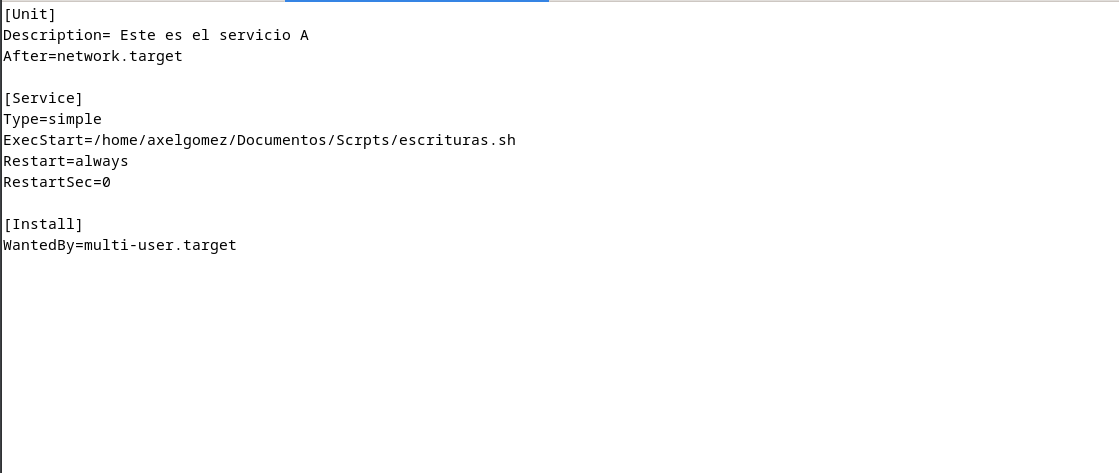 [Unit]
Description= Este es el servicio A
After=network.target
[Service]
Type=simple
ExecStart=/home/axelgomez/Documentos/Scrpts/escrituras.sh
Restart=always
RestartSec=0
[Install]
WantedBy=multi-user.target